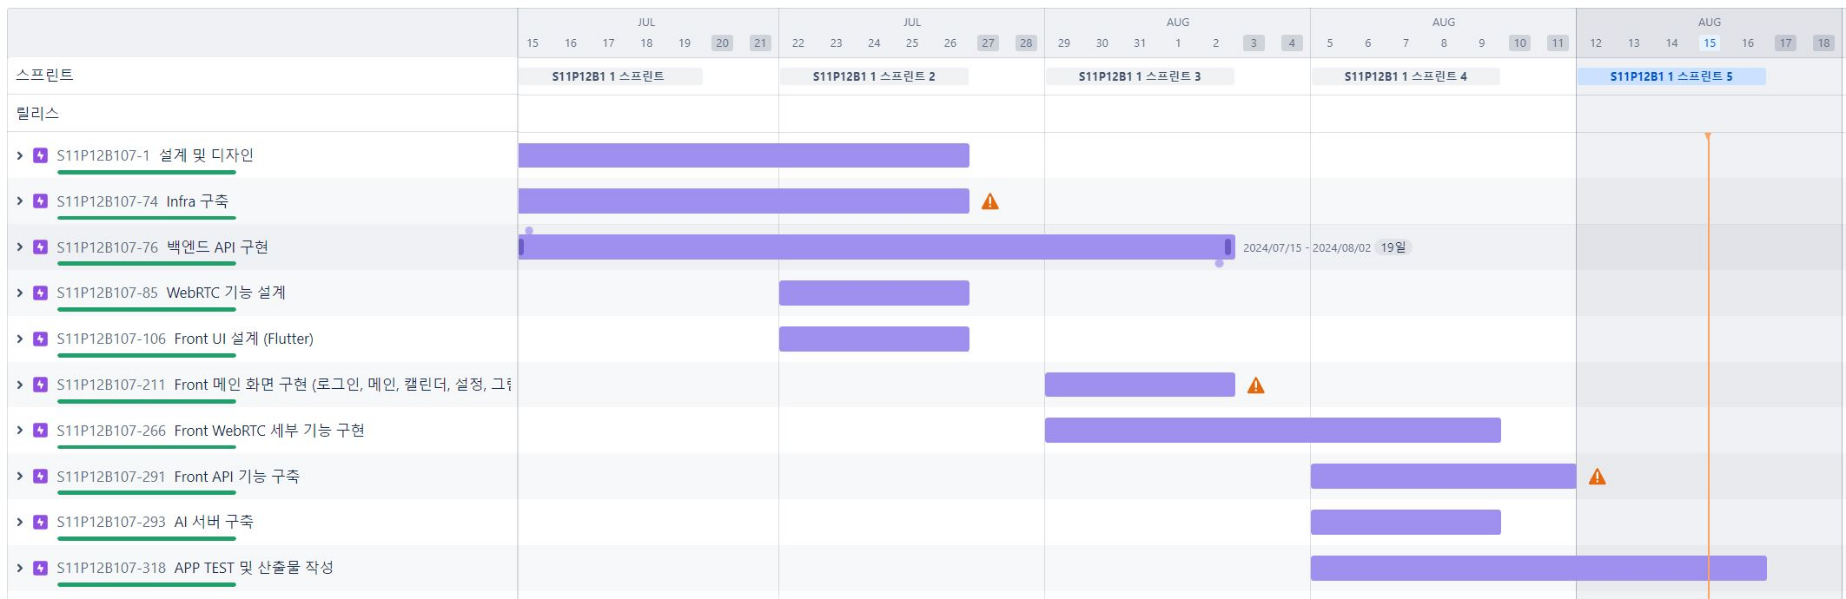 JUL JUL AUG AUG AUG
15 16 17 18 19 20 21 22 23 24 25 26 27 28 29 30 31 1 2 3 4 5 6 7 8 9 10 11 12 13 14 15 16 17 18
스프린트 S11P12B1 1 스프린트 S11P12B1 1 스프린트 2 S11P12B1 1 스프린트 3 S11P12B1 1 스프린트 4 S11P12B1 1 스프린트 5
릴리스
S11P12B107-1 설계 및 디자인
S11P12B107-74 Infra 구축
S11P12B107-76 백엔드 API 구현 2024/07/15 - 2024/08/02 19일
S11P12B107-85 WebRTC 기능 설계
S11P12B107-106 Front UI 설계 (Flutter)
S11P12B107-211 Front 메인 화면 구현 (로그인, 메인, 캘린더, 설정,
S11P12B107-266 Front WebRTC 세부 기능 구현
S11P12B107-291 Front API 기능 구축
S11P12B107-293 AI 서버 구축
S11P12B107-318 APP TEST 및 산출물 작성